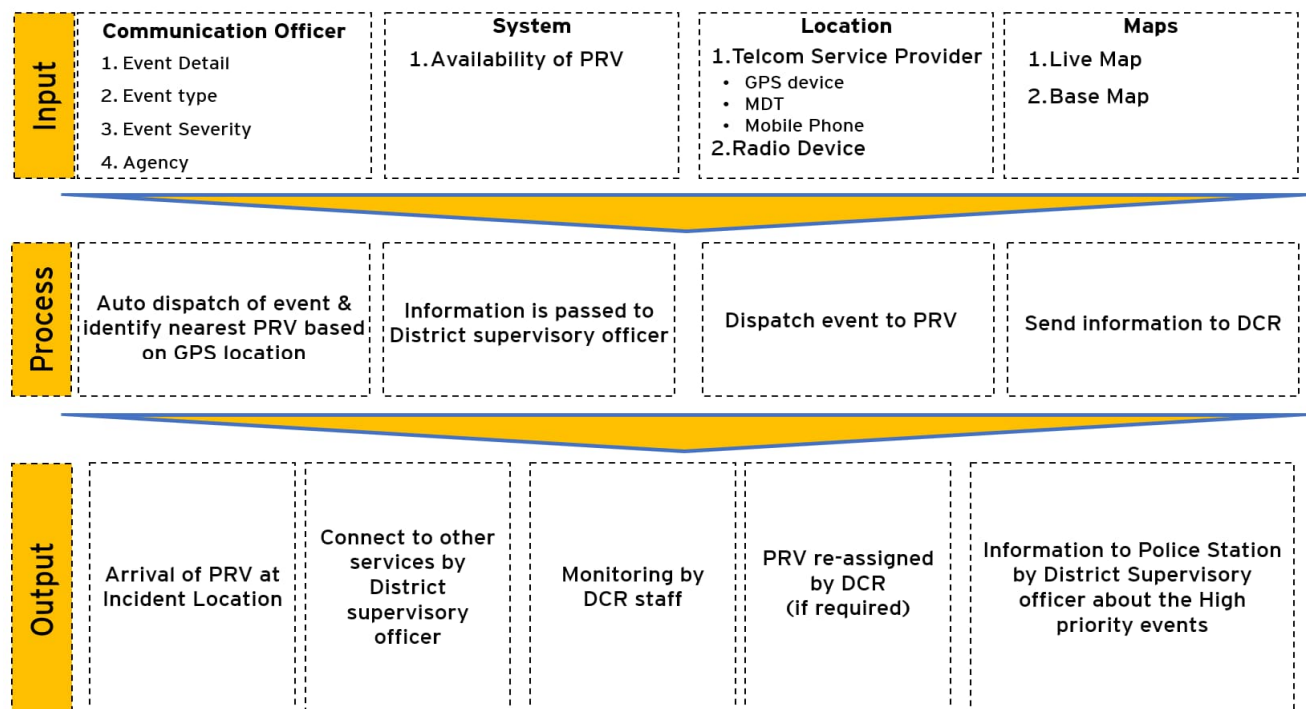 Input
Communication Officer
1. Event Detail
2. Event type
3. Event Severity
4. Agency
System
1.Availability of PRV
Location
1.Telcom Service Provider
• GPS device
• MDT
• Mobile Phone
2.Radio Device
Maps
1.Live Map
2.Base Map
Process
Auto dispatch of event &
identify nearest PRV based
on GPS location
Information is passed to
District supervisory officer
Dispatch event to PRV
Send information to DCR
Output
Arrival of PRV at
Incident Location
Connect to other
services by
District
supervisory
officer
Monitoring by
DCR staff
PRV re-assigned
by DCR
(if required)
Information to Police Station
by District Supervisory
officer about the High
priority events